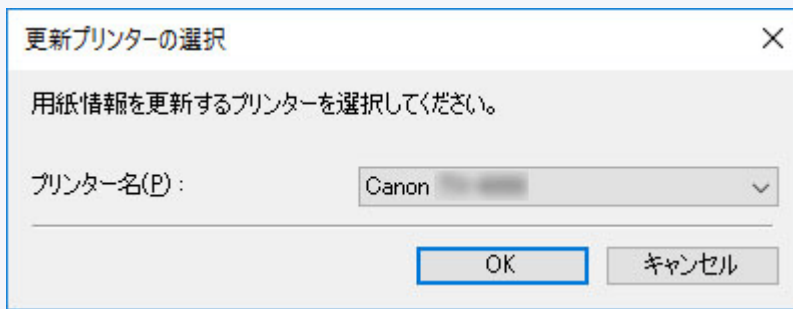 更新プリンターの選択
用紙情報を更新するプリンターを選択してください。
プリンター名(P):
Canon
OK
キャンセル